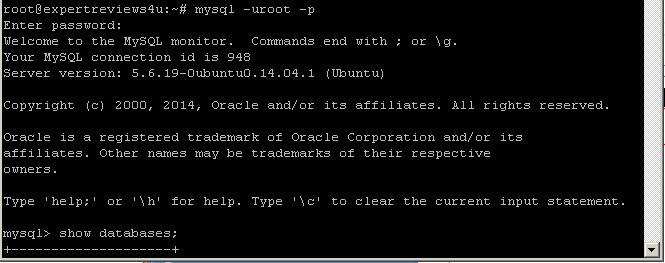 root@expertreviews4u:~# mysql -uroot -p
Enter password:
Welcome to the MySQL monitor.  Commands end with ; or \g.
Your MySQL connection id is 948
Server version: 5.6.19-0ubuntu0.14.04.1 (Ubuntu)
Copyright (c) 2000, 2014, Oracle and/or its affiliates. All rights reserved.
Oracle is a registered trademark of Oracle Corporation and/or its
affiliates. Other names may be trademarks of their respective
owners.
Type 'help;' or '\h' for help. Type '\c' to clear the current input statement.
mysql> show databases;
+--------------------+